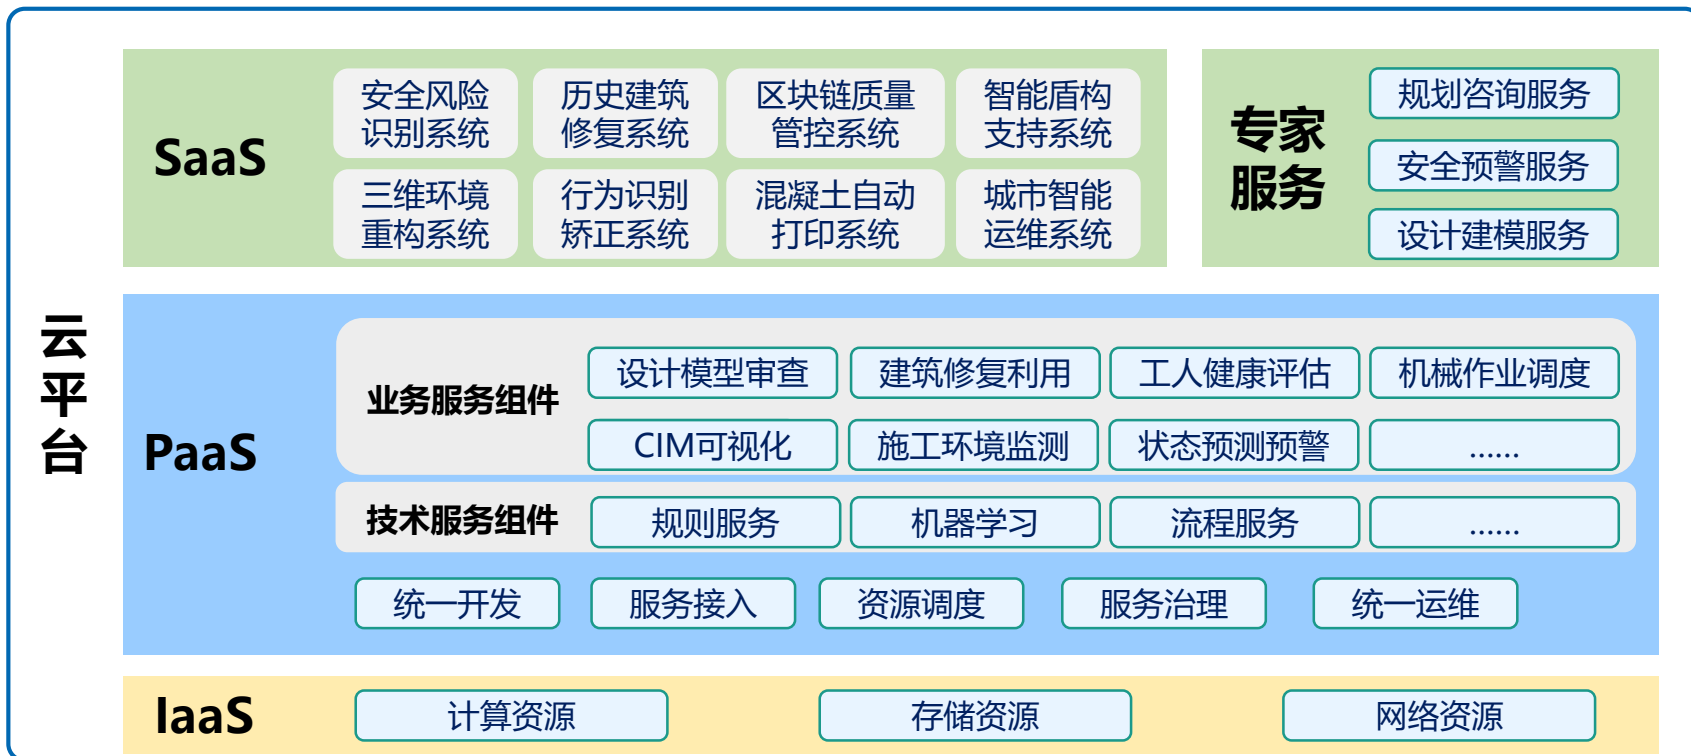 云
平
台
SaaS
安全风险
识别系统
历史建筑
修复系统
区块链质量
管控系统
智能盾构
支持系统
三维环境
重构系统
行为识别
矫正系统
混凝土自动
打印系统
城市智能
运维系统
专家
服务
规划咨询服务
安全预警服务
设计建模服务
PaaS
业务服务组件
设计模型审查
建筑修复利用
工人健康评估
机械作业调度
CIM可视化
施工环境监测
状态预测预警
……
技术服务组件
规则服务
机器学习
流程服务
……
统一开发
服务接入
资源调度
服务治理
统一运维
IaaS
计算资源
存储资源
网络资源